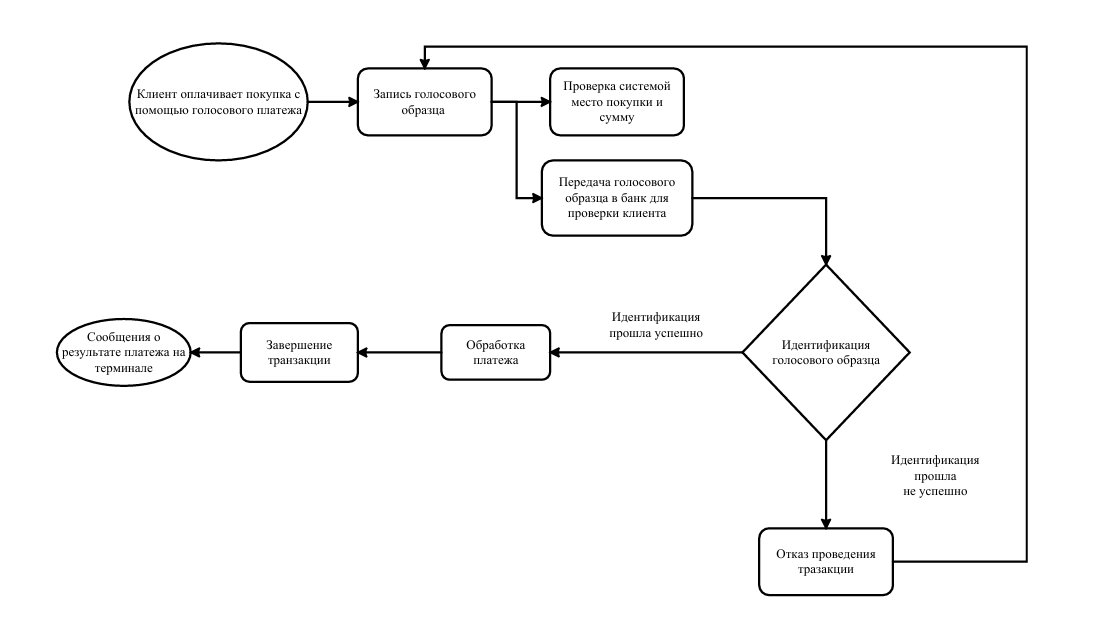 Клиент оплачивает покупка с
помощью голосового платежа
Запись голосового
образца
Проверка системой
место покупки и
сумму
Передача голосового
образца в банк для
проверки клиента
Идентификация
голосового образца
Идентификация
прошла успешно
Обработка
платежа
Завершение
транзакции
Сообщения о
результате платежа на
терминале
Идентификация
прошла
не успешно
Отказ проведения
тразакции